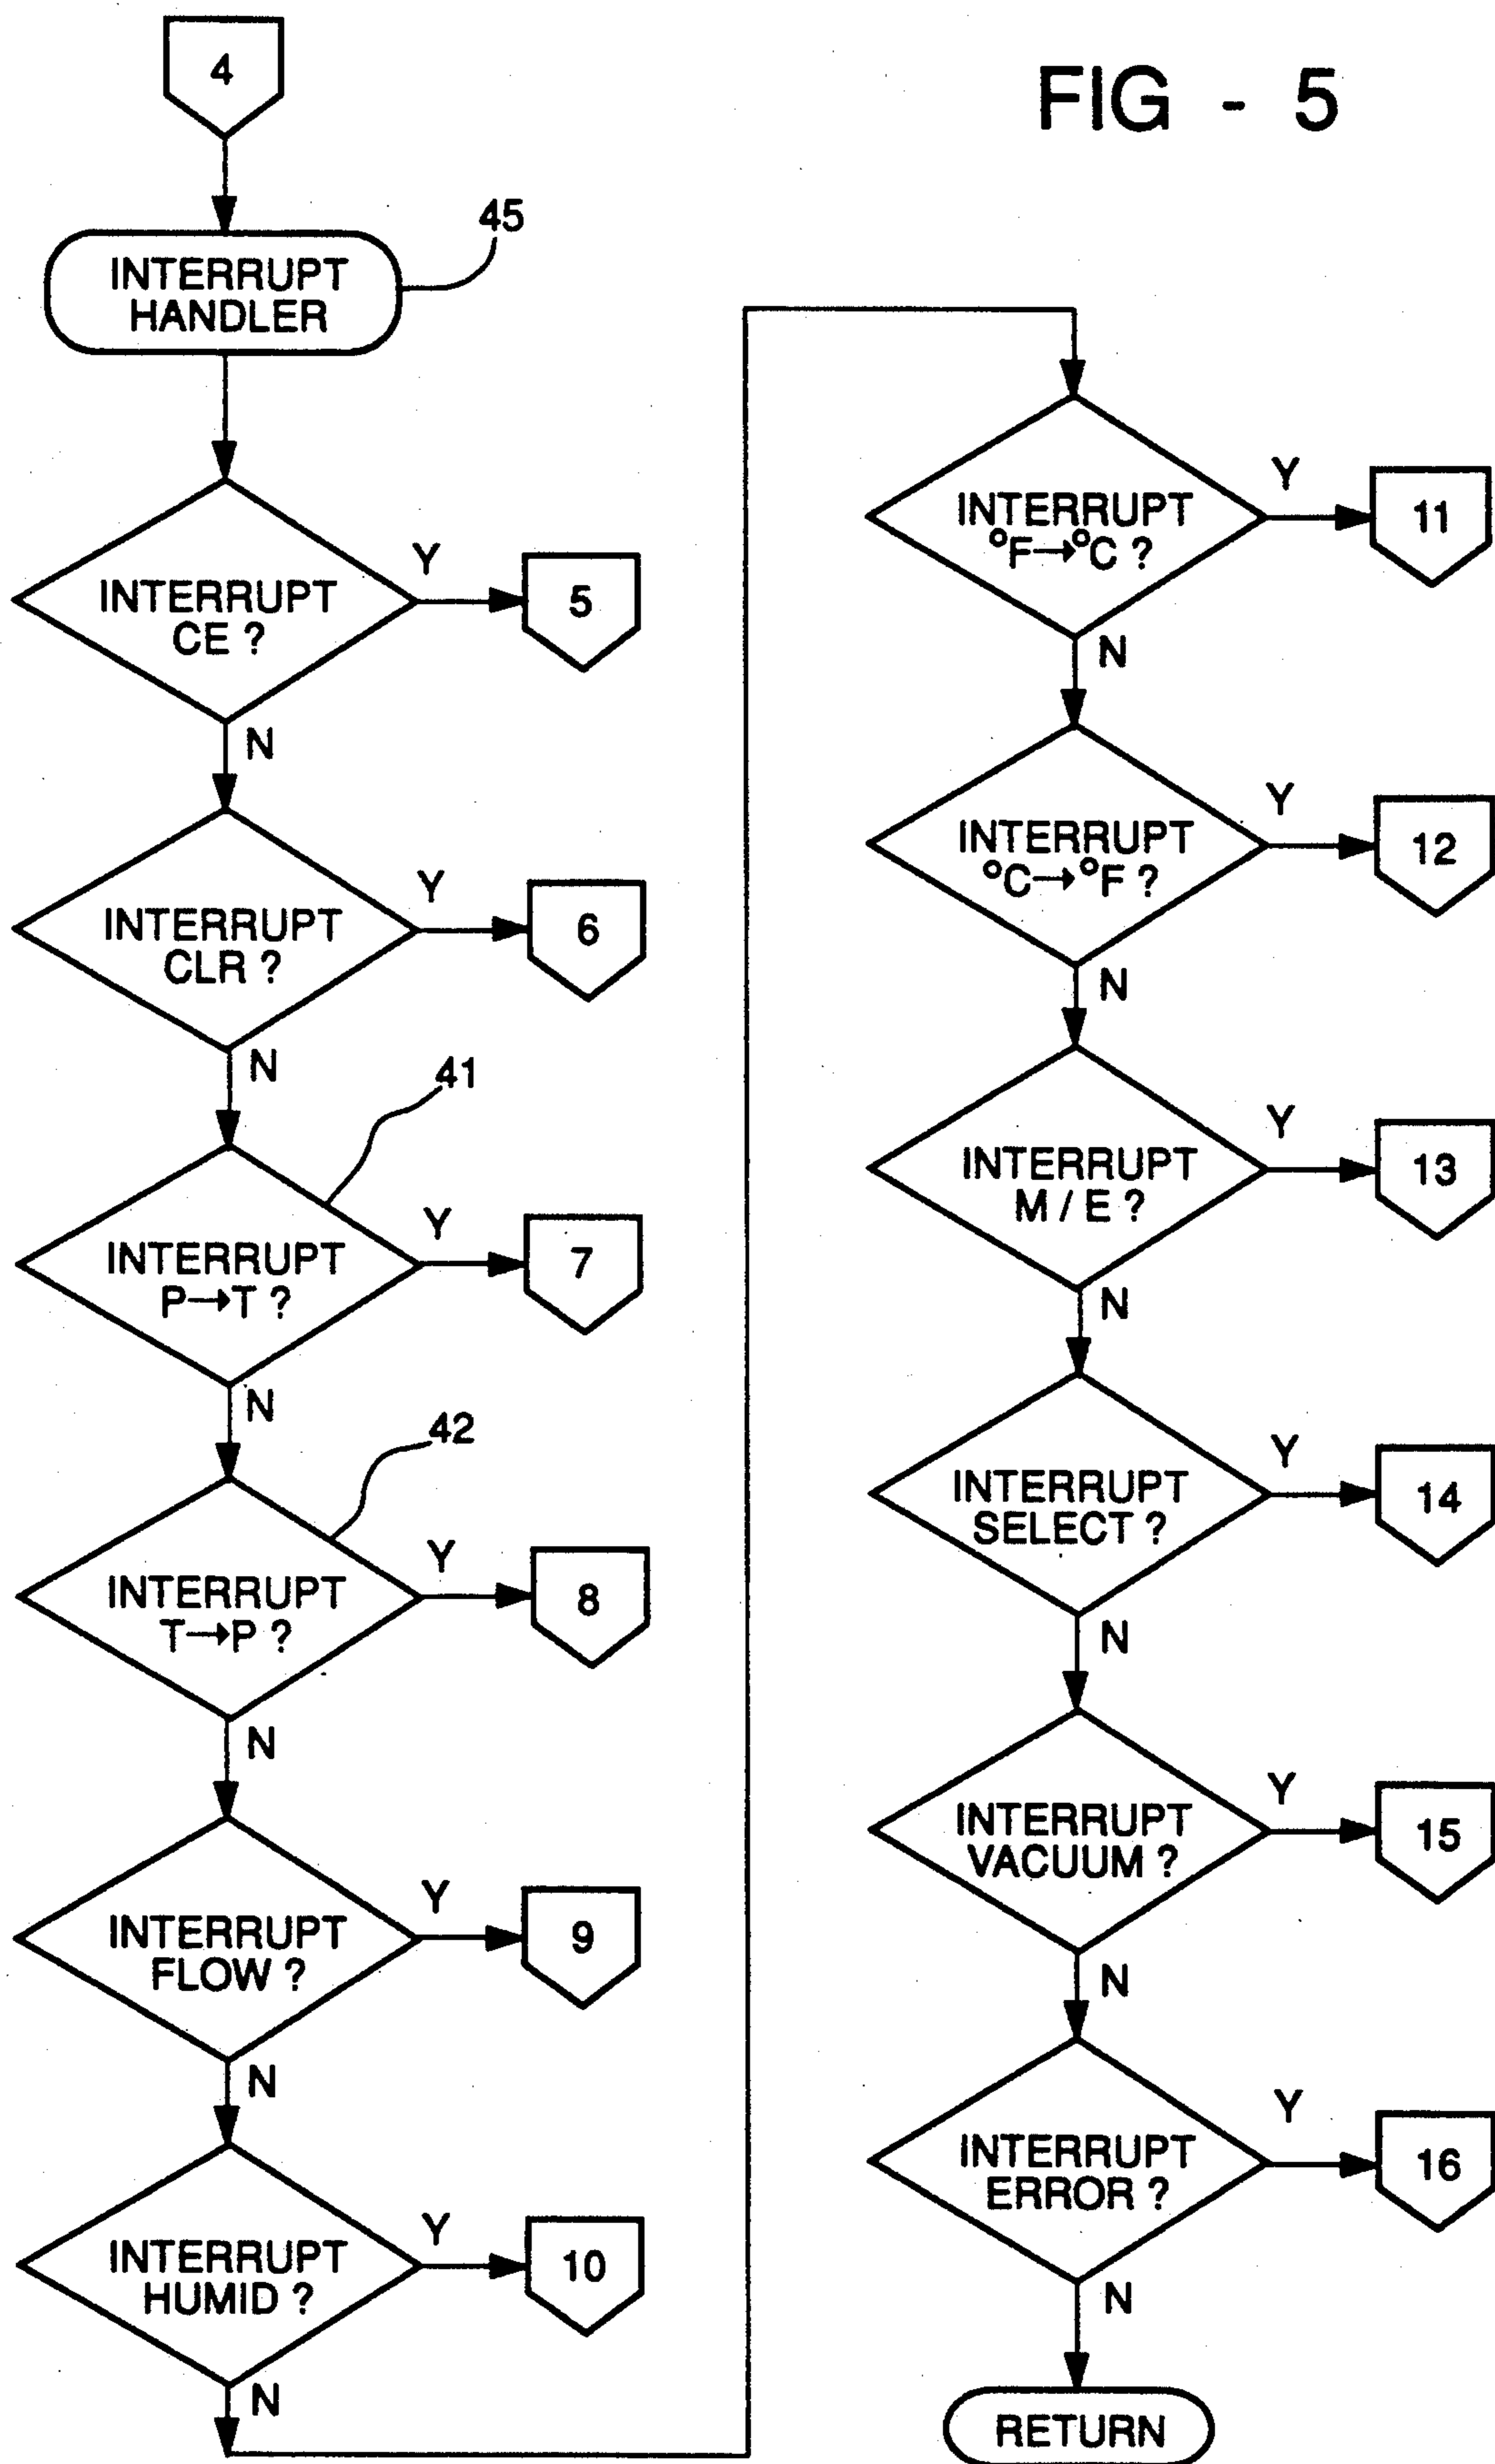 4
FIG - 5
45
INTERRUPT
HANDLER
INTERRUPT
CE ?
Y
5
N
INTERRUPT
CLR ?
Y
6
N
41
INTERRUPT
P→T ?
Y
7
N
42
INTERRUPT
T→P ?
Y
8
N
INTERRUPT
FLOW ?
Y
9
N
INTERRUPT
HUMID ?
Y
10
N
INTERRUPT
°F→°C ?
Y
11
N
INTERRUPT
°C→°F ?
Y
12
N
INTERRUPT
M / E ?
Y
13
N
INTERRUPT
SELECT ?
Y
14
N
INTERRUPT
VACUUM ?
Y
15
N
INTERRUPT
ERROR ?
Y
16
N
RETURN